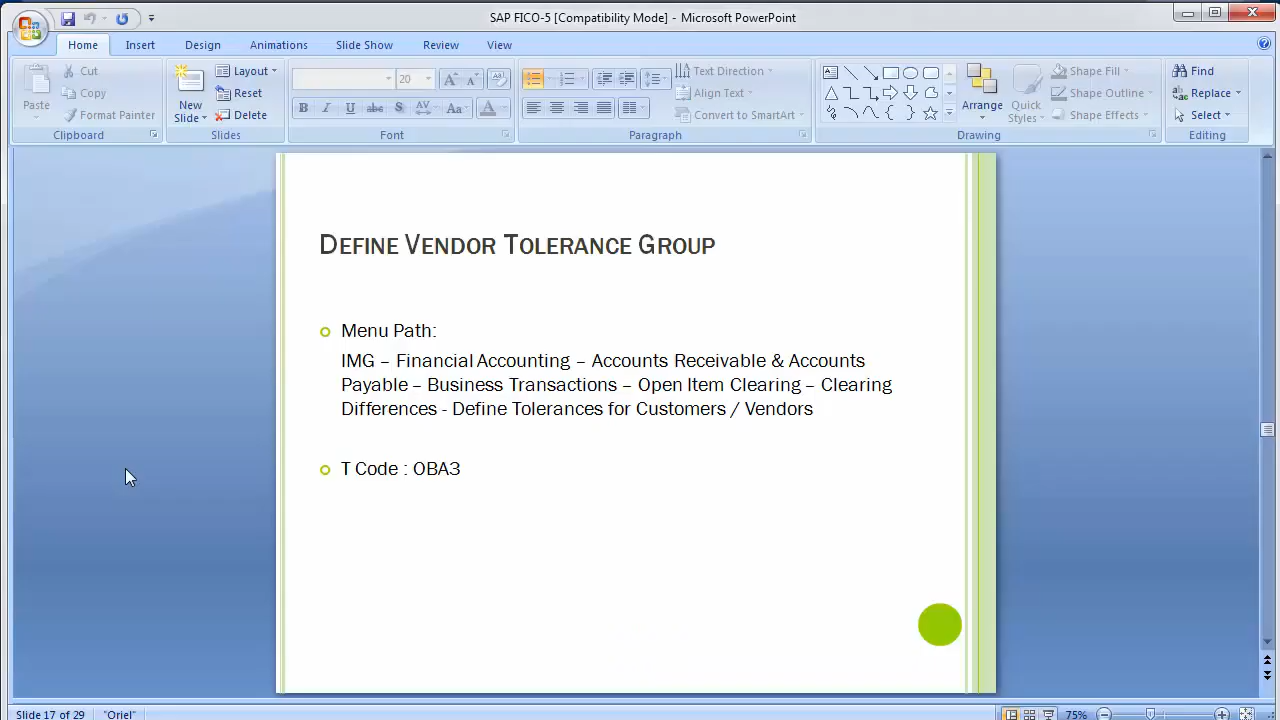 SAP FICO-5 [Compatibility Mode] - Microsoft PowerPoint
Home Insert Design Animations Slide Show Review View
Paste Cut Copy Format Painter
Clipboard
New Slide Layout Reset Delete
Slides
20
B I U abc S AV Aa A
Font
Text Direction
Align Text
Convert to SmartArt
Paragraph
Arrange Quick Styles
Shape Fill
Shape Outline
Shape Effects
Drawing
Find
Replace
Select
Editing
DEFINE VENDOR TOLERANCE GROUP
Menu Path:
IMG – Financial Accounting – Accounts Receivable & Accounts
Payable – Business Transactions – Open Item Clearing – Clearing
Differences - Define Tolerances for Customers / Vendors
T Code : OBA3
Slide 17 of 29 "Oriel" 75%